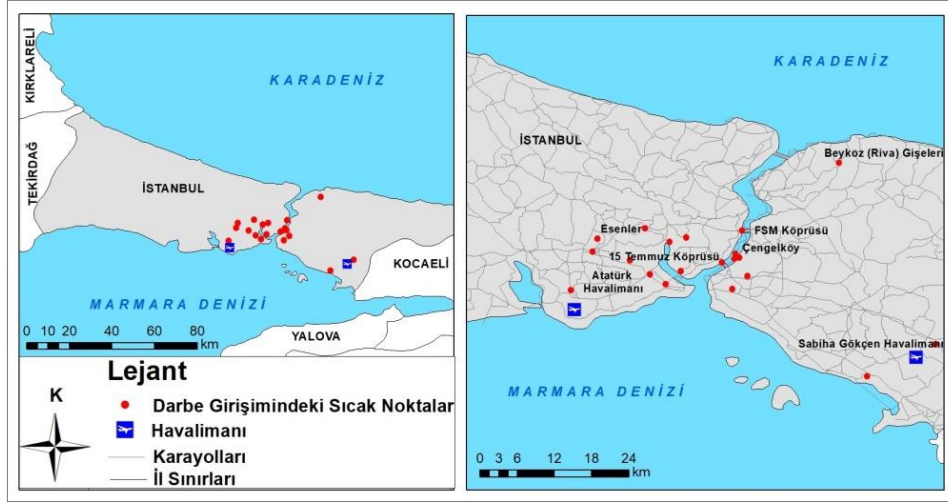 KARADENİZ
KIRKLARELİ
TEKİRDAĞ
İSTANBUL
KOCAELİ
MARMARA DENİZİ
YALOVA
0 10 20 40 60 80
km
Lejant
K
Darbe Girişimindeki Sıcak Noktalar
Havalimanı
Karayolları
İl Sınırları
KARADENİZ
İSTANBUL
Beykoz (Riva) Gişeleri
Esenler
FSM Köprüsü
Çengelköy
15 Temmuz Köprüsü
Atatürk
Havalimanı
Sabiha Gökçen Havalimanı
MARMARA DENİZİ
0 3 6 12 18 24
km